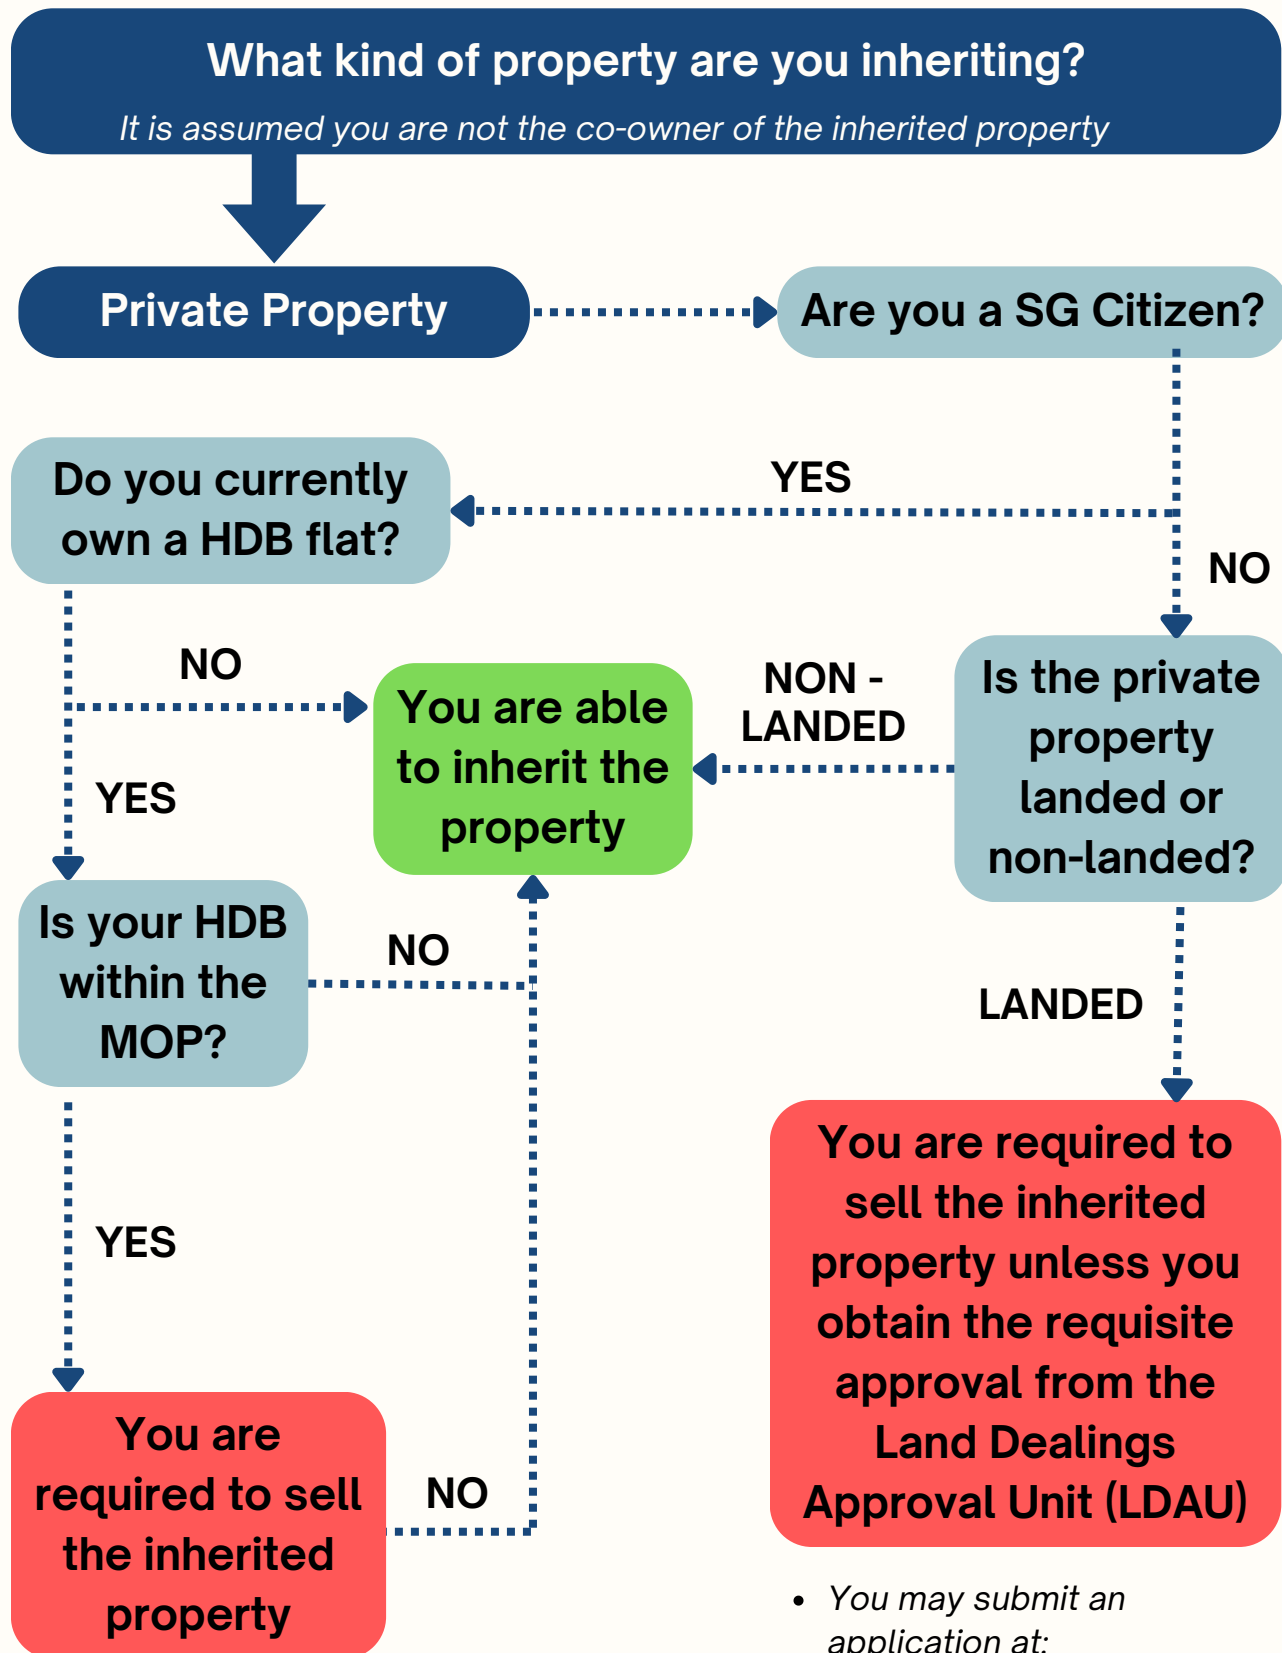 What kind of property are you inheriting?
It is assumed you are not the co-owner of the inherited property
Private Property
Are you a SG Citizen?
Do you currently
own a HDB flat?
YES
NO
NO
You are able
to inherit the
property
NON -
LANDED
Is the private
property
landed or
non-landed?
YES
Is your HDB
within the
MOP?
NO
LANDED
You are required to
sell the inherited
property unless you
obtain the requisite
approval from the
Land Dealings
Approval Unit (LDAU)
YES
You are
required to sell
the inherited
property
NO
• You may submit an
application at: